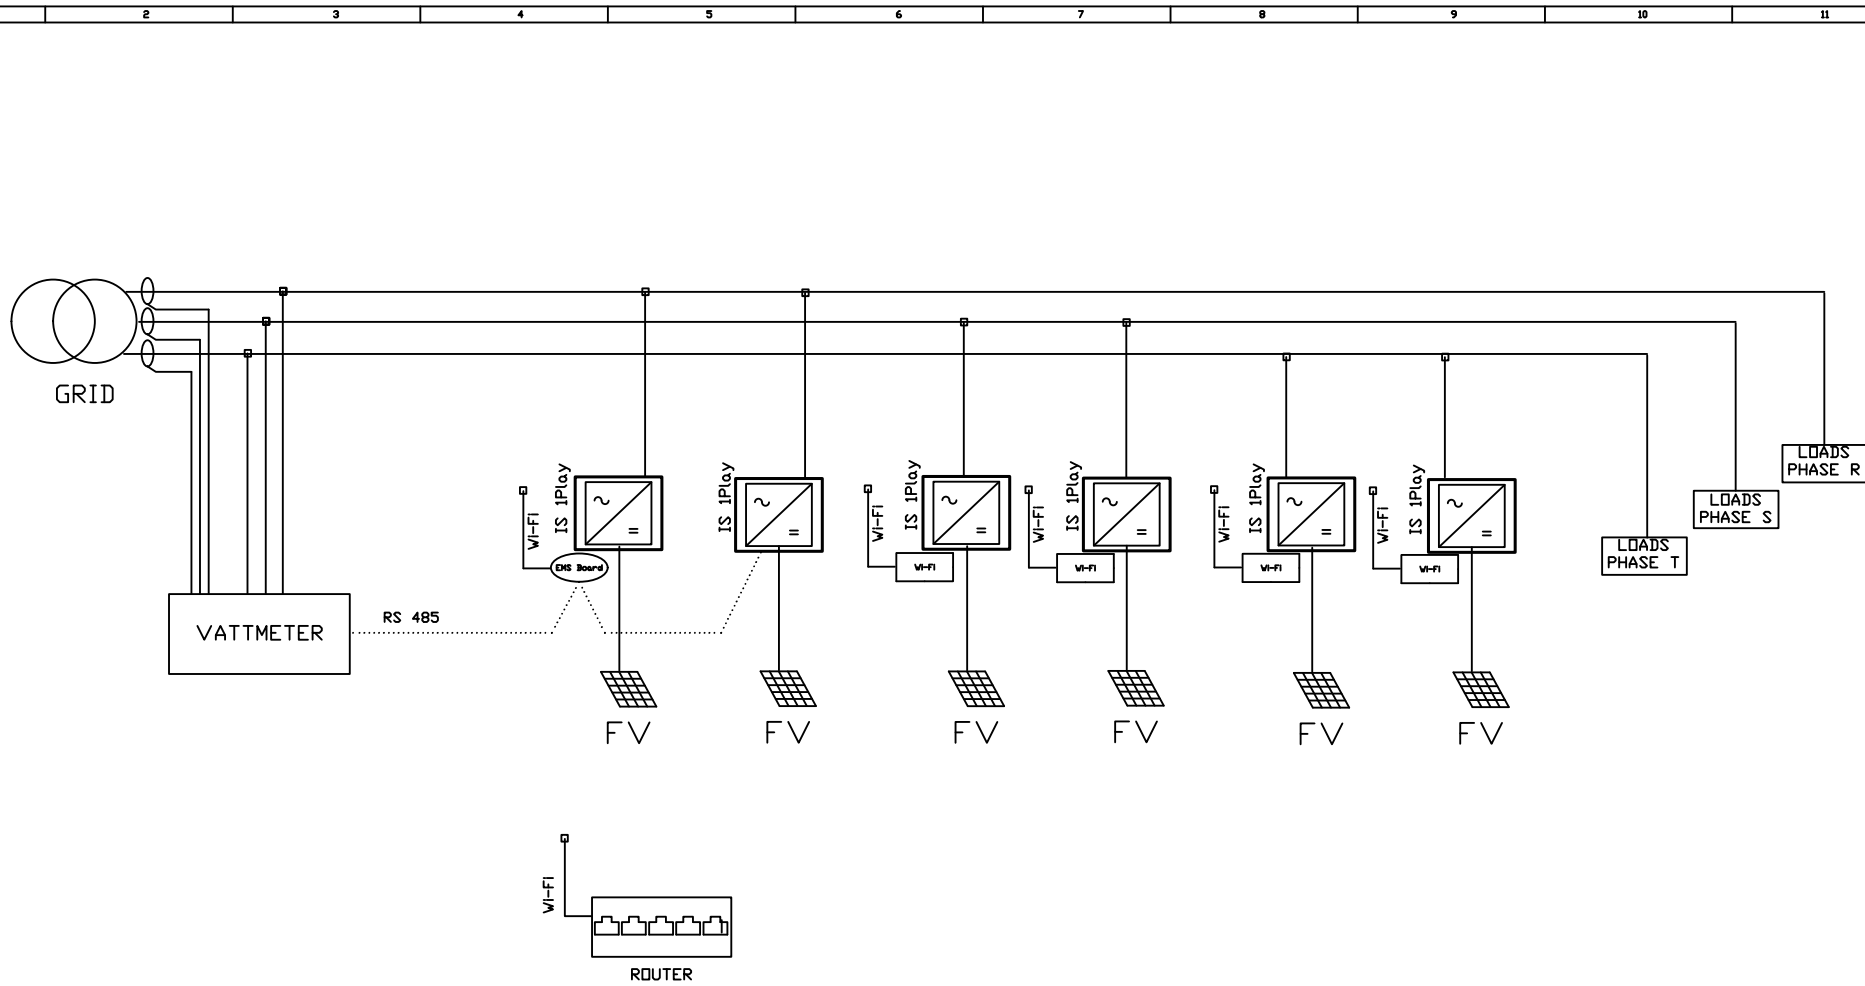 2 3 4 5 6 7 8 9 10 11
GRID
LOADS
PHASE R
LOADS
PHASE S
LOADS
PHASE T
Wi-Fi
IS 1Play
EMS Board
IS 1Play
Wi-Fi
IS 1Play
Wi-Fi
Wi-Fi
IS 1Play
Wi-Fi
Wi-Fi
IS 1Play
Wi-Fi
Wi-Fi
IS 1Play
Wi-Fi
VATTMETER
RS 485
FV
FV
FV
FV
FV
FV
Wi-Fi
ROUTER